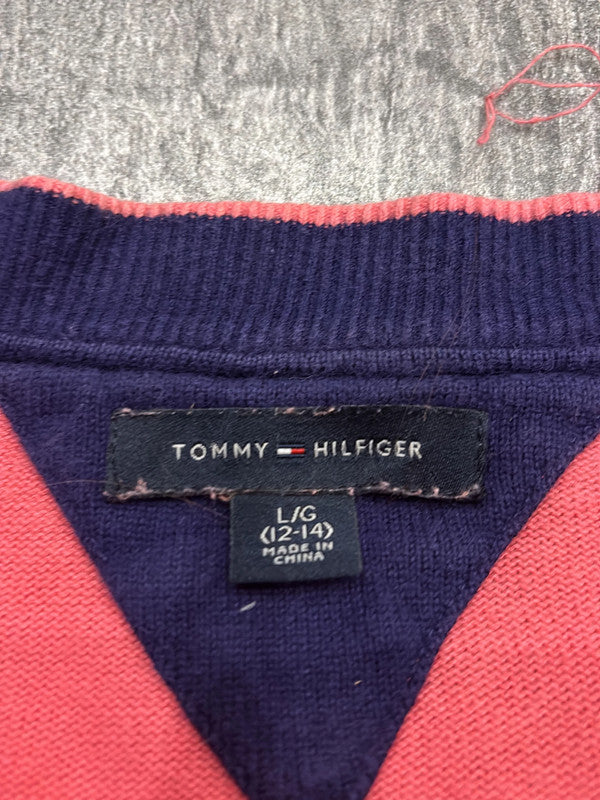 TOMMY HILFIGER
L/G
(12-14)
MADE IN
CHINA